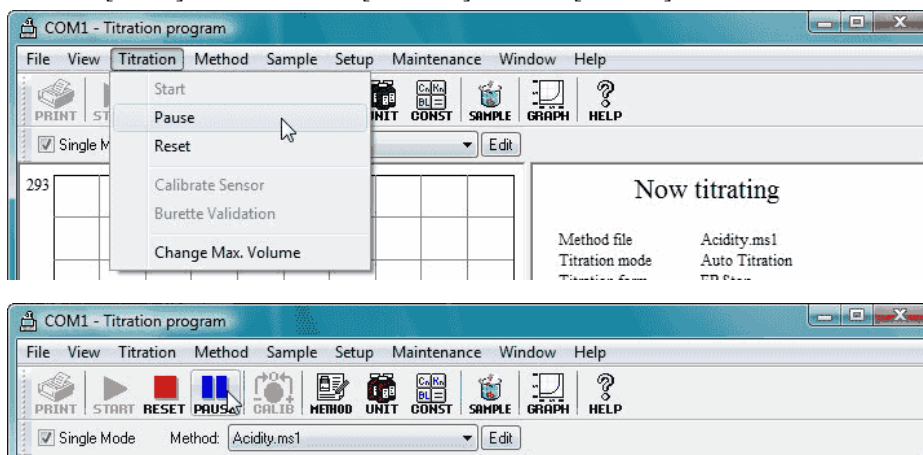 COM1 - Titration program
File View Titration Method Sample Setup Maintenance Window Help
PRINT UNIT CONST SAMPLE GRAPH HELP
Start
Pause
Reset
Calibrate Sensor
Burette Validation
Change Max. Volume
Single Edit
293
Now titrating
Method file Acidity.ms1
Titration mode Auto Titration
COM1 - Titration program
File View Titration Method Sample Setup Maintenance Window Help
PRINT START RESET PAUSE CALIB METHOD UNIT CONST SAMPLE GRAPH HELP
Single Mode Method: Acidity.ms1 Edit